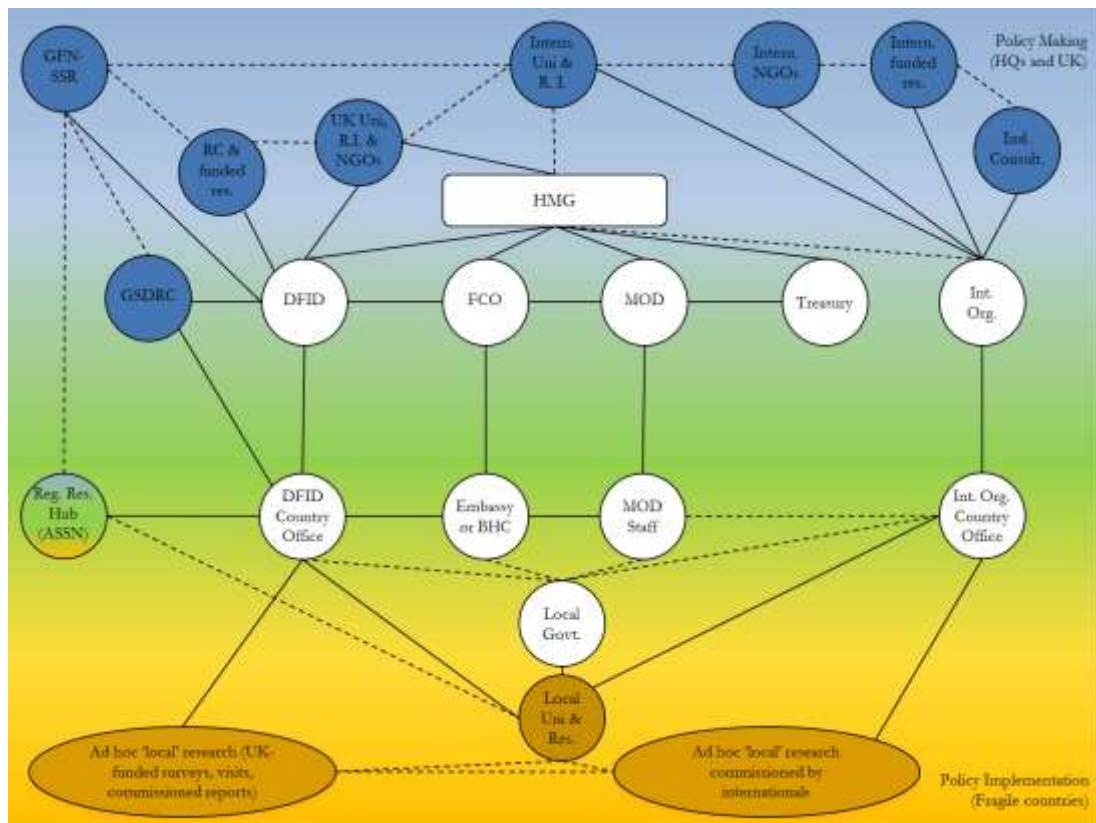 GFN-
SSR
Intern.
Uni &
R. I.
Intern.
NGOs
Intern.
funded
res.
Policy Making
(HQs and UK)
RC &
funded
res.
UK Uni,
R.I. &
NGOs
Ind.
Consult.
HMG
GSDRC
DFID
FCO
MOD
Treasury
Int.
Org.
Reg. Res.
Hub
(ASSN)
DFID
Country
Office
Embassy
or BHC
MOD
Staff
Int. Org.
Country
Office
Local
Govt.
Local
Uni &
Res.
Ad hoc 'local' research (UK-
funded surveys, visits,
commissioned reports)
Ad hoc 'local' research
commissioned by
internationals
Policy Implementation
(Fragile countries)